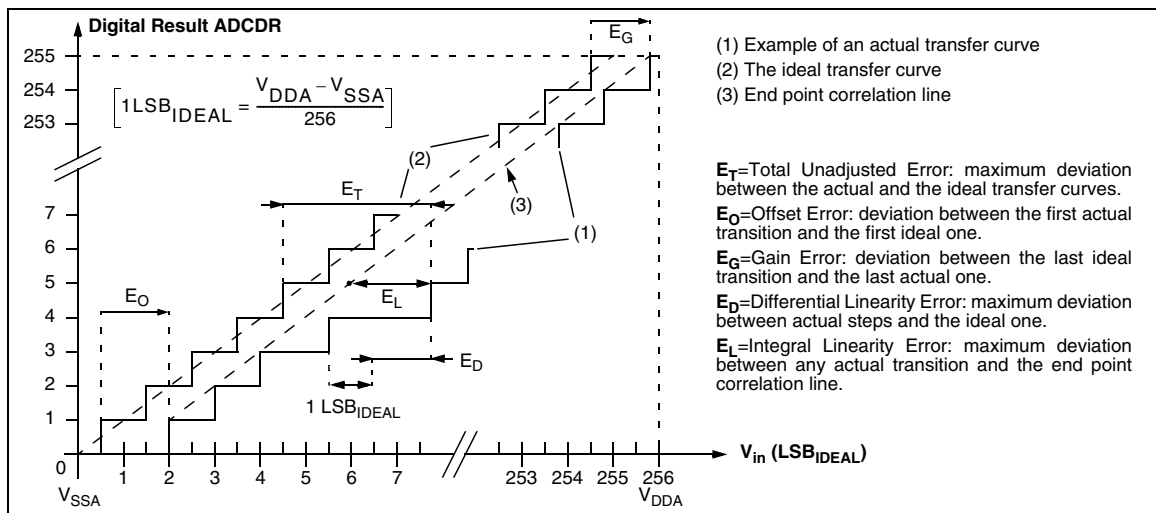 Digital Result ADCDR
E_G
(1) Example of an actual transfer curve
(2) The ideal transfer curve
(3) End point correlation line
255
254
253
[1LSB_IDEAL = (V_DDA – V_SSA) / 256]
(2)
E_T
(3)
(1)
7
6
5
4
3
2
1
0
E_O
E_L
E_D
1 LSB_IDEAL
E_T=Total Unadjusted Error: maximum deviation
between the actual and the ideal transfer curves.
E_O=Offset Error: deviation between the first actual
transition and the first ideal one.
E_G=Gain Error: deviation between the last ideal
transition and the last actual one.
E_D=Differential Linearity Error: maximum deviation
between actual steps and the ideal one.
E_L=Integral Linearity Error: maximum deviation
between any actual transition and the end point
correlation line.
V_in (LSB_IDEAL)
1 2 3 4 5 6 7 253 254 255 256
V_SSA V_DDA